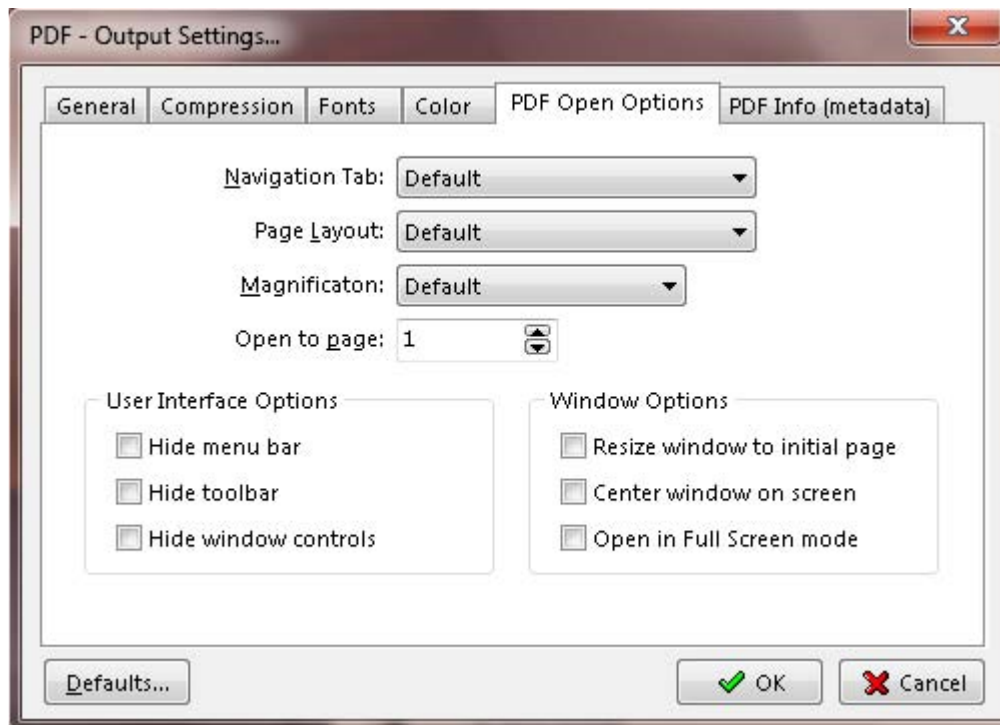 PDF - Output Settings...
General Compression Fonts Color PDF Open Options PDF Info (metadata)
Navigation Tab: Default
Page Layout: Default
Magnificaton: Default
Open to page: 1
User Interface Options
Hide menu bar
Hide toolbar
Hide window controls
Window Options
Resize window to initial page
Center window on screen
Open in Full Screen mode
Defaults... OK Cancel